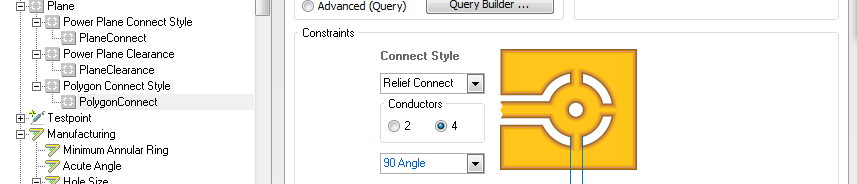 Plane
Power Plane Connect Style
PlaneConnect
Power Plane Clearance
PlaneClearance
Polygon Connect Style
PolygonConnect
Testpoint
Manufacturing
Minimum Annular Ring
Acute Angle
Hole Size
Advanced (Query)
Query Builder ...
Constraints
Connect Style
Relief Connect
Conductors
2 4
90 Angle